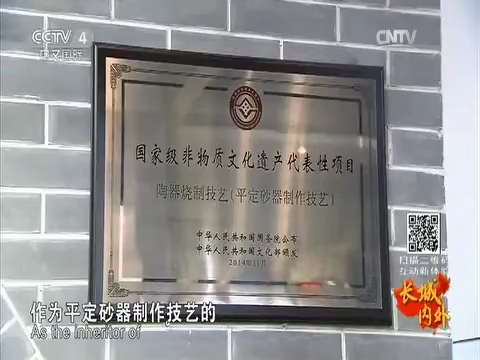 CCTV 4
中文国际
CNTV
国家级非物质文化遗产代表性项目
陶器烧制技艺(平定砂器制作技艺)
中华人民共和国国务院公布
中华人民共和国文化部颁发
2014年11月
扫描二维码
互动新体验
长城
内外
作为平定砂器制作技艺的
As the inheritor of